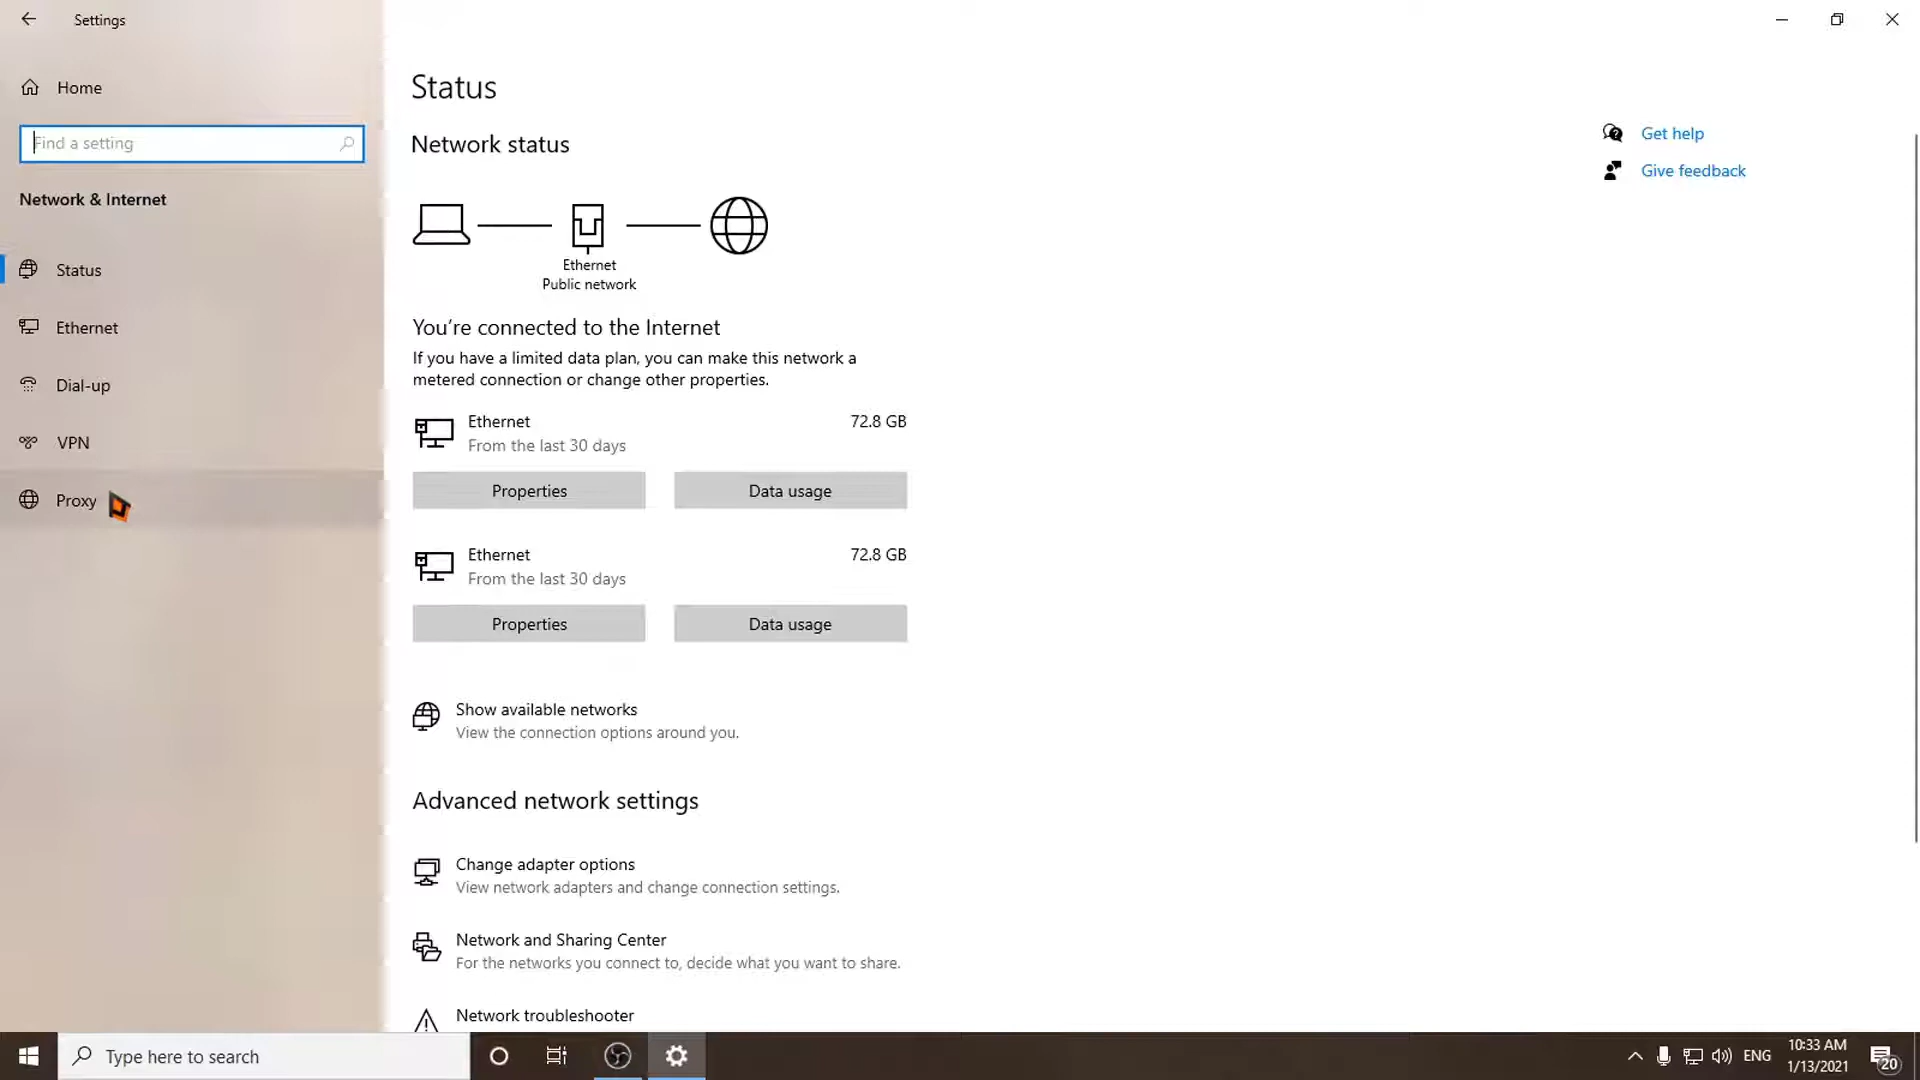 Settings
Home
Find a setting
Network & Internet
Status
Ethernet
Dial-up
VPN
Proxy
Status
Network status
Ethernet
Public network
You're connected to the Internet
If you have a limited data plan, you can make this network a
metered connection or change other properties.
Ethernet 72.8 GB
From the last 30 days
Properties Data usage
Ethernet 72.8 GB
From the last 30 days
Properties Data usage
Show available networks
View the connection options around you.
Advanced network settings
Change adapter options
View network adapters and change connection settings.
Network and Sharing Center
For the networks you connect to, decide what you want to share.
Network troubleshooter
Get help
Give feedback
Type here to search
ENG
10:33 AM
1/13/2021
20